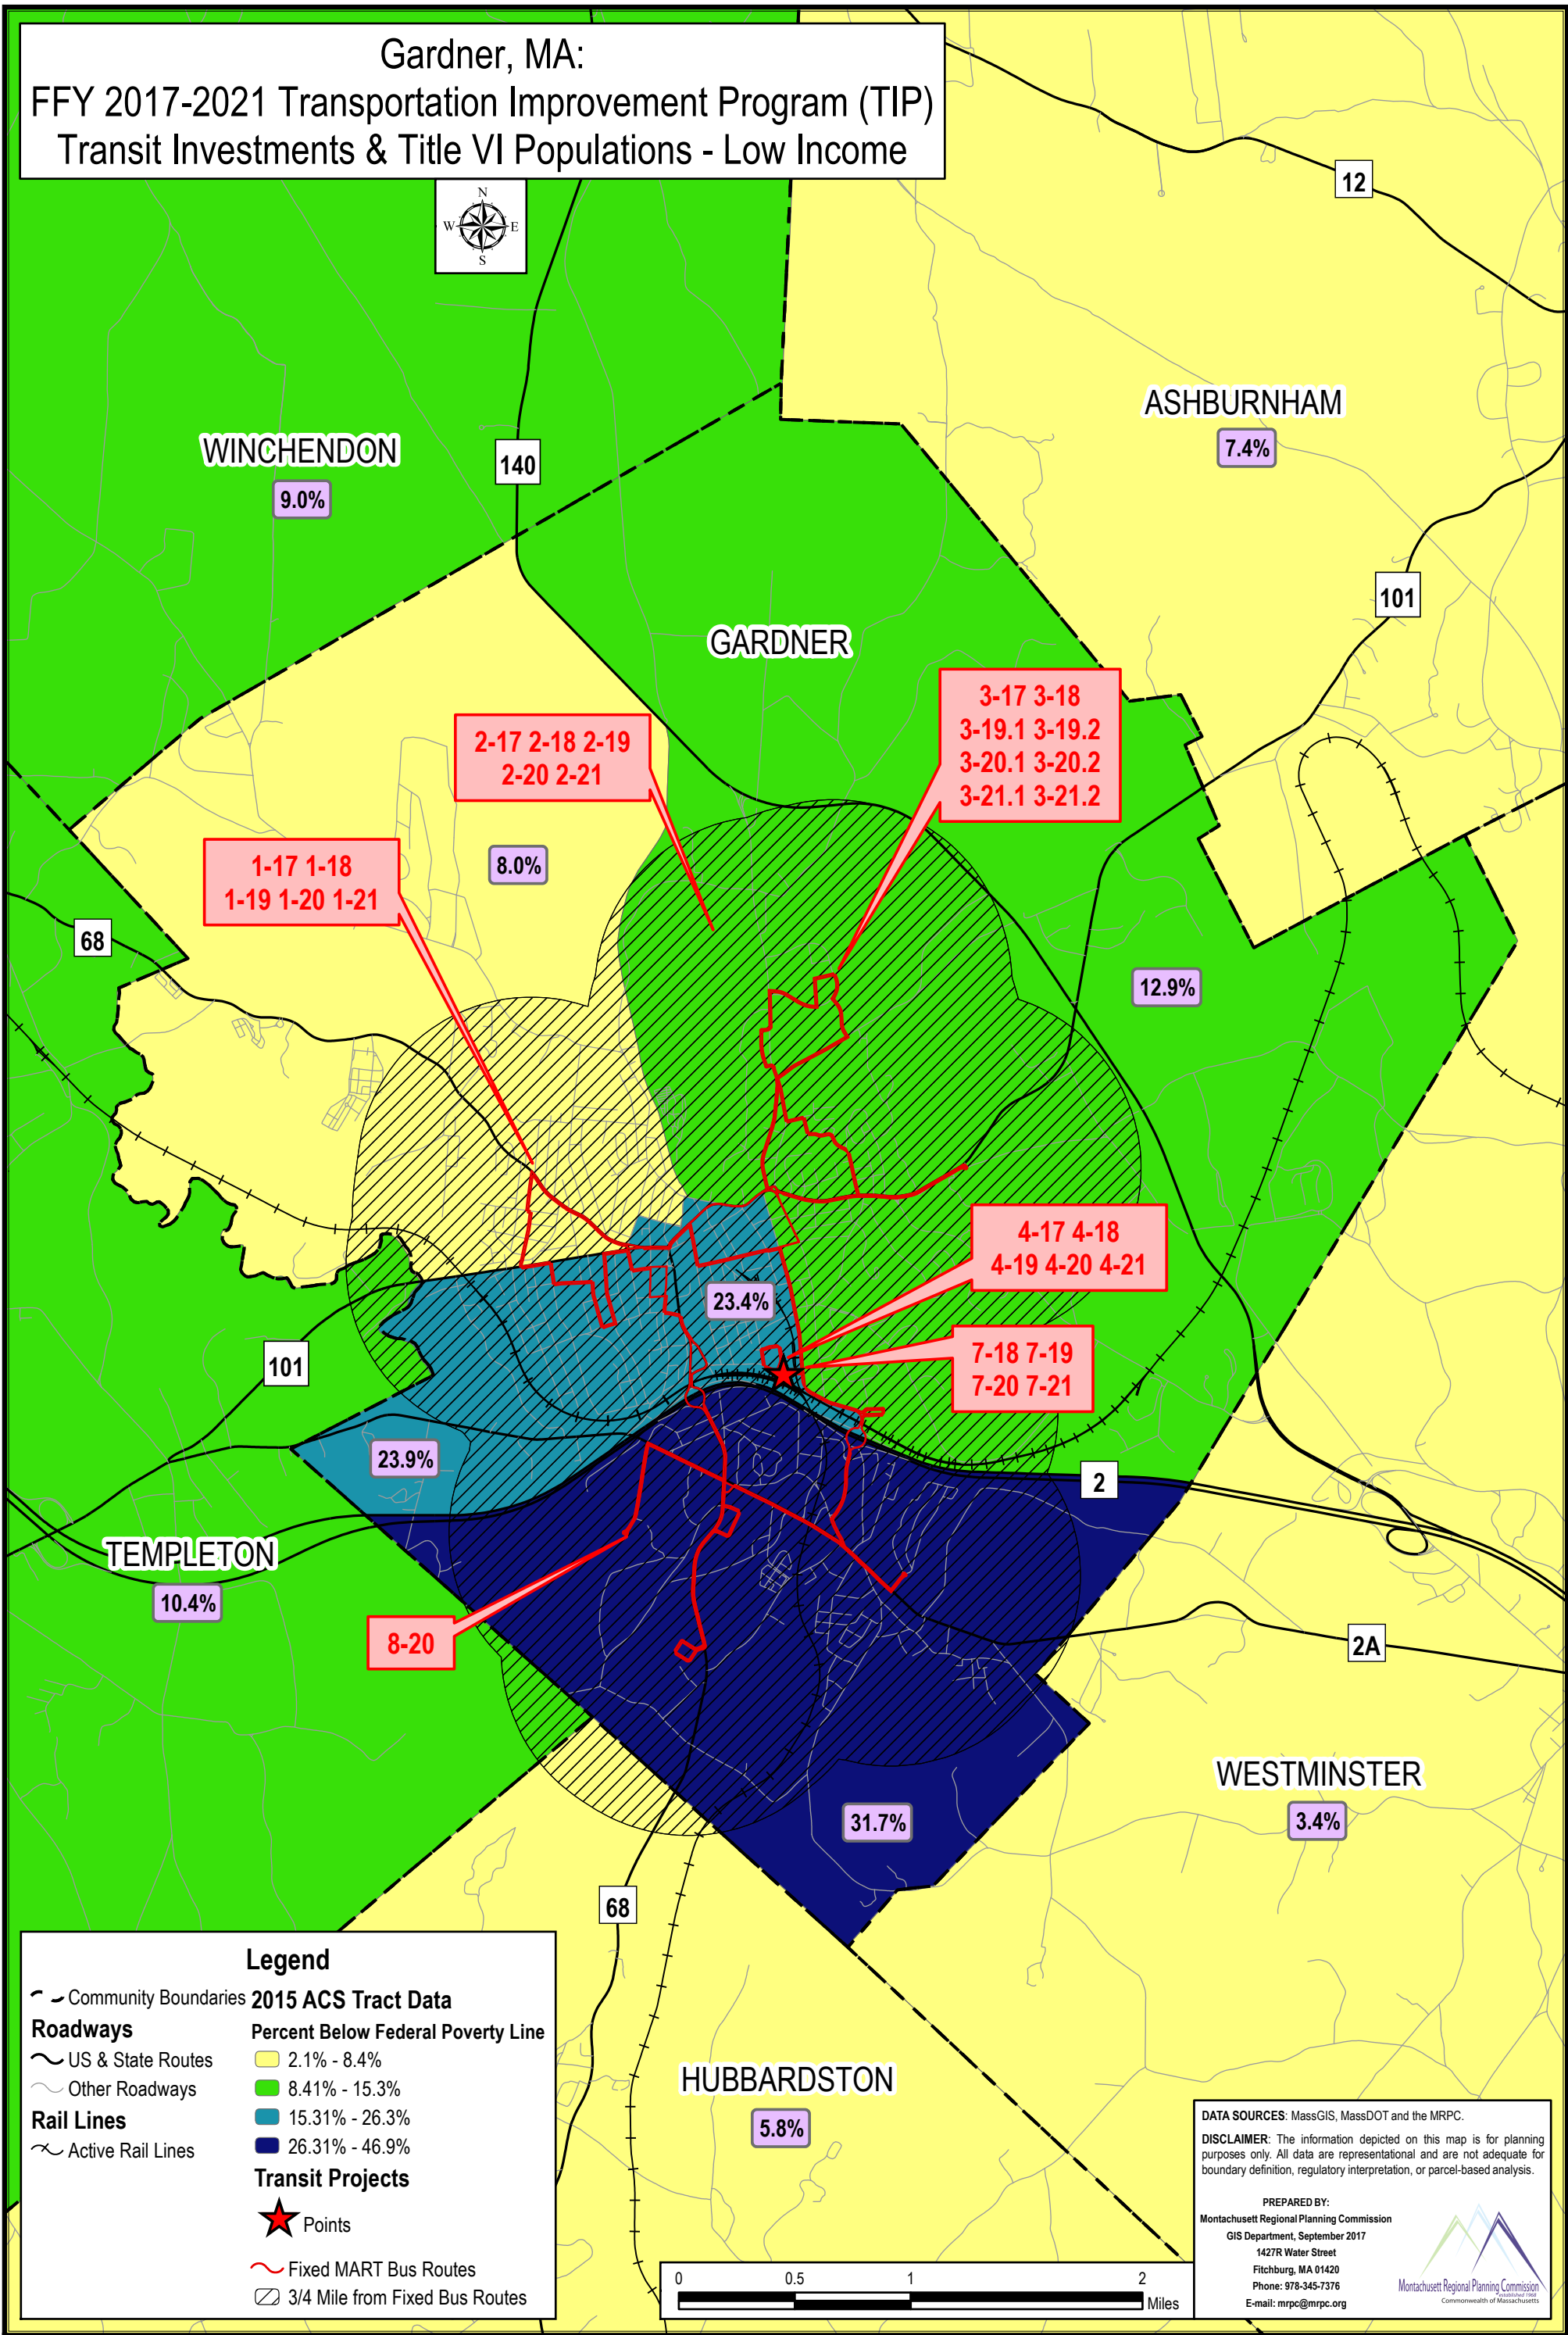 Gardner, MA:
FFY 2017-2021 Transportation Improvement Program (TIP)
Transit Investments & Title VI Populations - Low Income
N
W E
S
12
ASHBURNHAM
7.4%
WINCHENDON
9.0%
140
101
GARDNER
3-17 3-18
3-19.1 3-19.2
3-20.1 3-20.2
3-21.1 3-21.2
2-17 2-18 2-19
2-20 2-21
1-17 1-18
1-19 1-20 1-21
8.0%
68
12.9%
4-17 4-18
4-19 4-20 4-21
23.4%
7-18 7-19
7-20 7-21
101
23.9%
2
TEMPLETON
10.4%
8-20
2A
WESTMINSTER
3.4%
31.7%
68
HUBBARDSTON
5.8%
Legend
Community Boundaries
Roadways
US & State Routes
Other Roadways
Rail Lines
Active Rail Lines
2015 ACS Tract Data
Percent Below Federal Poverty Line
2.1% - 8.4%
8.41% - 15.3%
15.31% - 26.3%
26.31% - 46.9%
Transit Projects
Points
Fixed MART Bus Routes
3/4 Mile from Fixed Bus Routes
0 0.5 1 2
Miles
DATA SOURCES: MassGIS, MassDOT and the MRPC.
DISCLAIMER: The information depicted on this map is for planning
purposes only. All data are representational and are not adequate for
boundary definition, regulatory interpretation, or parcel-based analysis.
PREPARED BY:
Montachusett Regional Planning Commission
GIS Department, September 2017
1427R Water Street
Fitchburg, MA 01420
Phone: 978-345-7376
E-mail: mrpc@mrpc.org
Montachusett Regional Planning Commission
established 1968
Commonwealth of Massachusetts